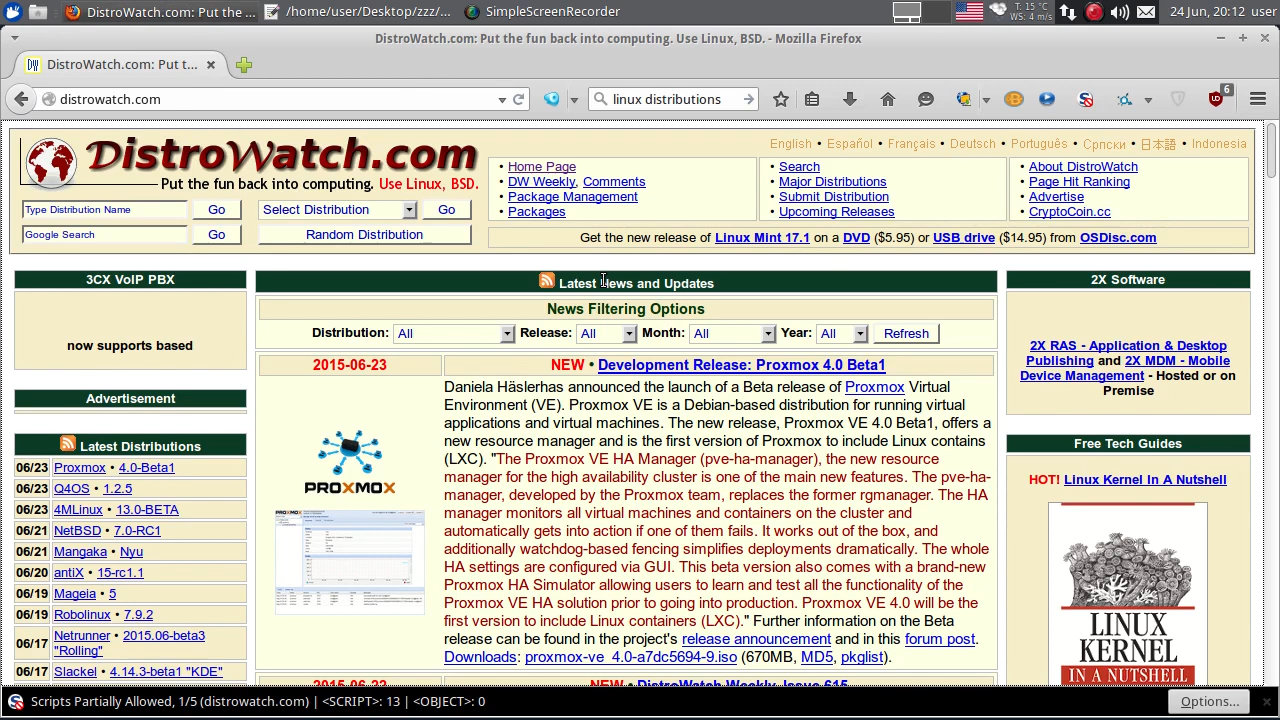 DistroWatch.com: Put the ...
/home/user/Desktop/zzz/...
SimpleScreenRecorder
T: 15 °C
WS: 4 m/s
24 Jun, 20:12 user
DistroWatch.com: Put the fun back into computing. Use Linux, BSD. - Mozilla Firefox
DW DistroWatch.com: Put t...
distrowatch.com
linux distributions
6
DistroWatch.com
Put the fun back into computing. Use Linux, BSD.
English • Español • Français • Deutsch • Português • Српски • 日本語 • Indonesia
Type Distribution Name Go Select Distribution Go
Google Search Go Random Distribution
• Home Page
• DW Weekly, Comments
• Package Management
• Packages
• Search
• Major Distributions
• Submit Distribution
• Upcoming Releases
• About DistroWatch
• Page Hit Ranking
• Advertise
• CryptoCoin.cc
Get the new release of Linux Mint 17.1 on a DVD ($5.95) or USB drive ($14.95) from OSDisc.com
3CX VoIP PBX
now supports based
Advertisement
Latest Distributions
06/23 Proxmox • 4.0-Beta1
06/23 Q4OS • 1.2.5
06/23 4MLinux • 13.0-BETA
06/21 NetBSD • 7.0-RC1
06/21 Mangaka • Nyu
06/20 antiX • 15-rc1.1
06/19 Mageia • 5
06/19 Robolinux • 7.9.2
06/17 Netrunner • 2015.06-beta3
"Rolling"
06/17 Slackel • 4.14.3-beta1 "KDE"
Latest News and Updates
News Filtering Options
Distribution: All Release: All Month: All Year: All Refresh
2015-06-23
NEW • Development Release: Proxmox 4.0 Beta1
PROXMOX
Daniela Häslerhas announced the launch of a Beta release of Proxmox Virtual
Environment (VE). Proxmox VE is a Debian-based distribution for running virtual
applications and virtual machines. The new release, Proxmox VE 4.0 Beta1, offers a
new resource manager and is the first version of Proxmox to include Linux contains
(LXC). "The Proxmox VE HA Manager (pve-ha-manager), the new resource
manager for the high availability cluster is one of the main new features. The pve-ha-
manager, developed by the Proxmox team, replaces the former rgmanager. The HA
manager monitors all virtual machines and containers on the cluster and
automatically gets into action if one of them fails. It works out of the box, and
additionally watchdog-based fencing simplifies deployments dramatically. The whole
HA settings are configured via GUI. This beta version also comes with a brand-new
Proxmox HA Simulator allowing users to learn and test all the functionality of the
Proxmox VE HA solution prior to going into production. Proxmox VE 4.0 will be the
first version to include Linux containers (LXC)." Further information on the Beta
release can be found in the project's release announcement and in this forum post.
Downloads: proxmox-ve_4.0-a7dc5694-9.iso (670MB, MD5, pkglist).
2015-06-22
NEW • DistroWatch Weekly, Issue 615
2X Software
2X RAS - Application & Desktop
Publishing and 2X MDM - Mobile
Device Management - Hosted or on
Premise
Free Tech Guides
HOT! Linux Kernel In A Nutshell
LINUX
KERNEL
IN A NUTSHELL
Scripts Partially Allowed, 1/5 (distrowatch.com) | <SCRIPT>: 13 | <OBJECT>: 0
Options...